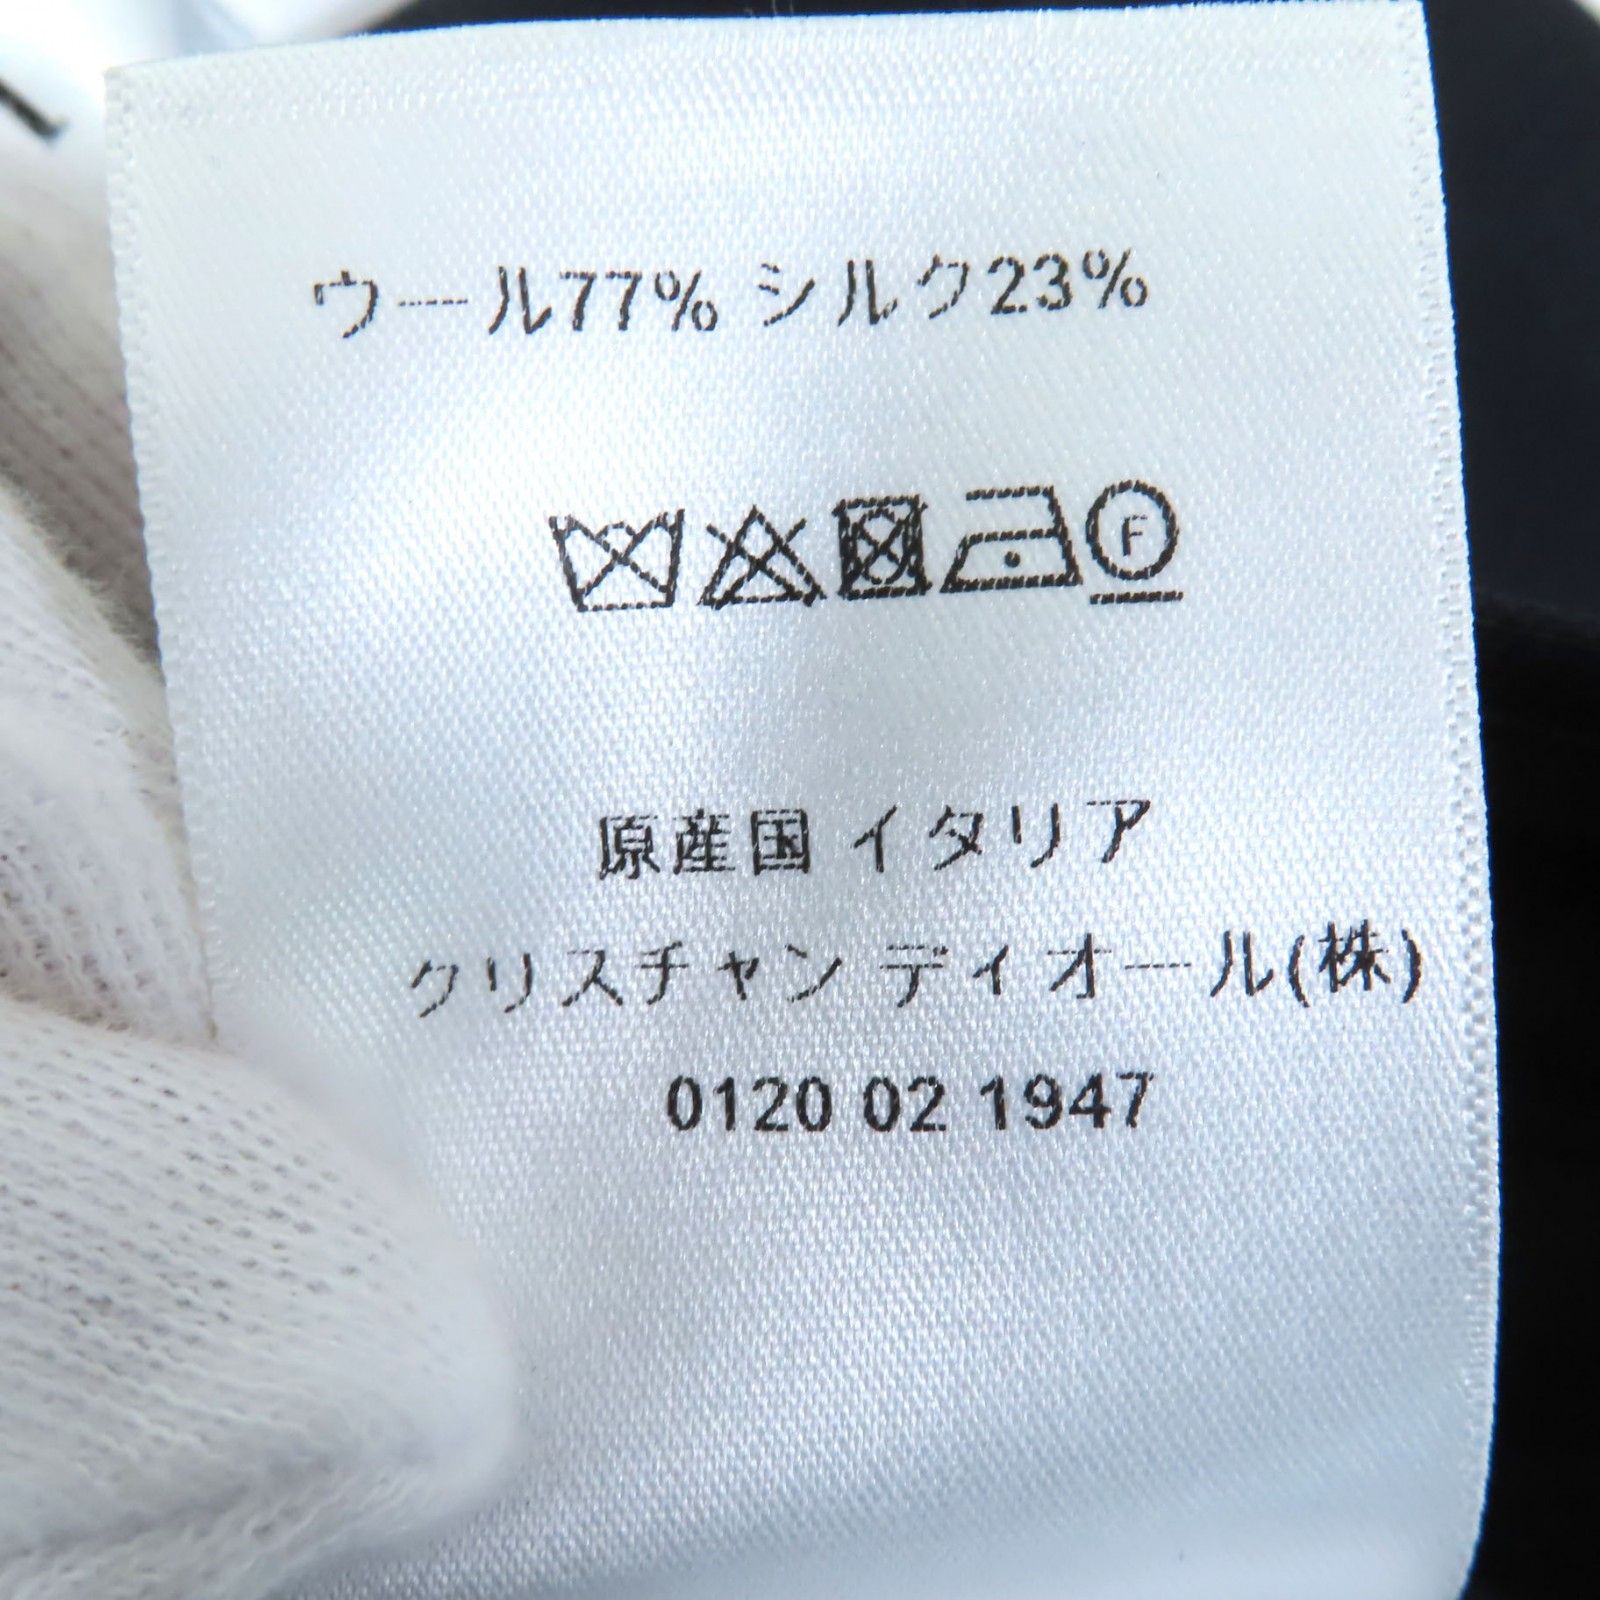 ウール77% シルク23%
F
原産国 イタリア
クリスチャン ディオール(株)
0120 02 1947